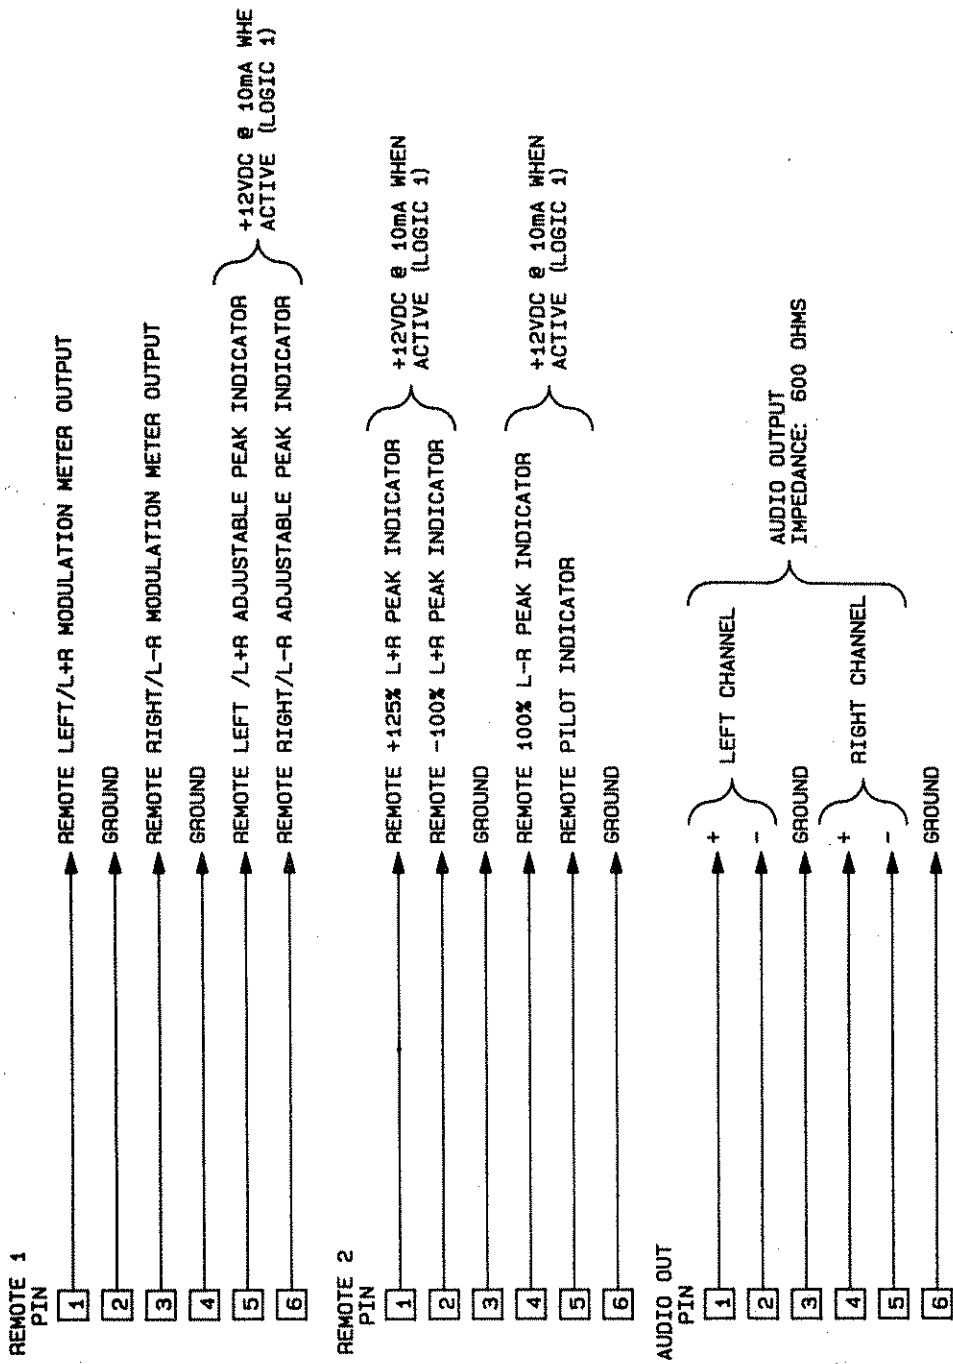 REMOTE 1
PIN
1 REMOTE LEFT/L+R MODULATION METER OUTPUT
2 GROUND
3 REMOTE RIGHT/L-R MODULATION METER OUTPUT
4 GROUND
5 REMOTE LEFT /L+R ADJUSTABLE PEAK INDICATOR
6 REMOTE RIGHT/L-R ADJUSTABLE PEAK INDICATOR
+12VDC @ 10mA WHE
ACTIVE (LOGIC 1)
REMOTE 2
PIN
1 REMOTE +125% L+R PEAK INDICATOR
2 REMOTE -100% L+R PEAK INDICATOR
+12VDC @ 10mA WHEN
ACTIVE (LOGIC 1)
3 GROUND
4 REMOTE 100% L-R PEAK INDICATOR
5 REMOTE PILOT INDICATOR
+12VDC @ 10mA WHEN
ACTIVE (LOGIC 1)
6 GROUND
AUDIO OUT
PIN
1 +
2 -
LEFT CHANNEL
3 GROUND
4 +
5 -
RIGHT CHANNEL
AUDIO OUTPUT
IMPEDANCE: 600 OHMS
6 GROUND